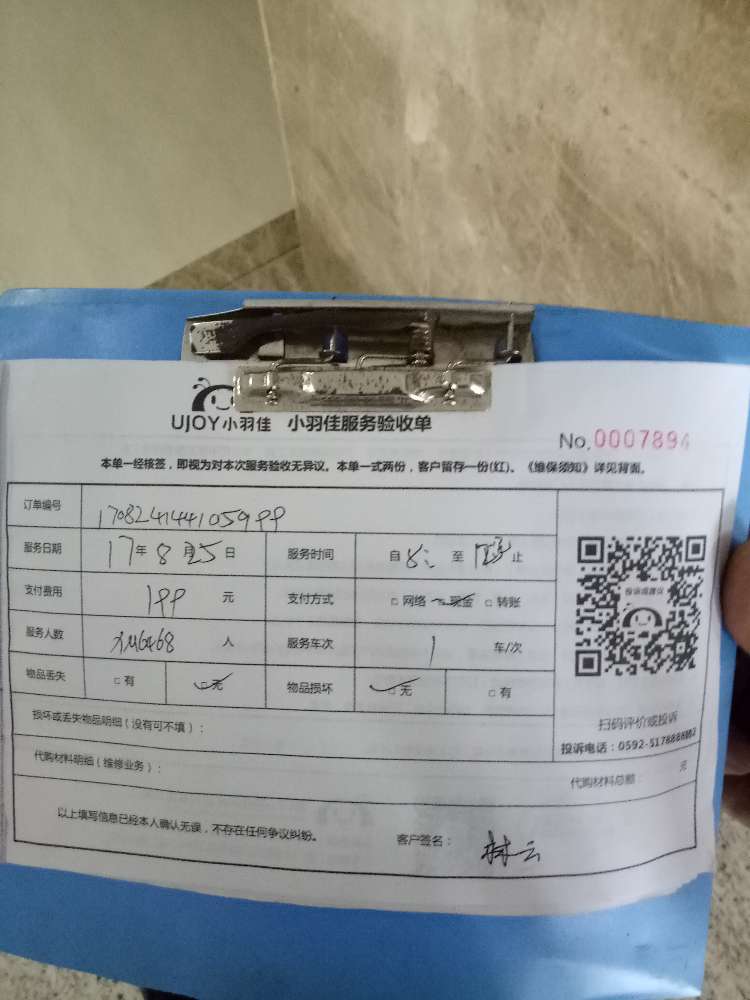 UJOY小羽佳 小羽佳服务验收单
No.0007894
本单一经核签，即视为对本次服务验收无异议。本单一式两份，客户留存一份(红)。《维保须知》详见背面。
订单编号 170824144105999
服务日期 17年8月25日 服务时间 自8: 至 止
支付费用 199 元 支付方式 □网络 现金 □转账
服务人数 人 服务车次 1 车/次
物品丢失 □有 □无 物品损坏 □无 □有
投诉或建议
扫码评价或投诉
投诉电话：0592-5178888
损坏或丢失物品明细（没有可不填）：
代购材料明细（维修业务）：
代购材料总额： 元
以上填写信息已经本人确认无误，不存在任何争议纠纷。 客户签名： 林云